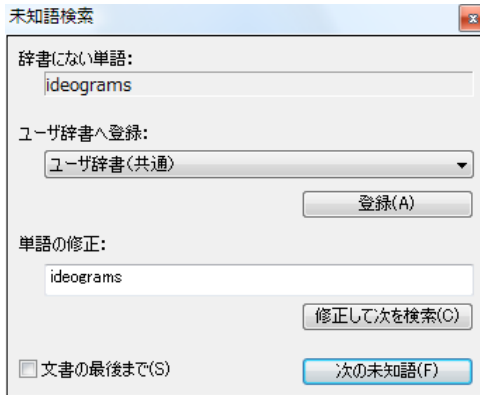 未知語検索
辞書にない単語:
ideograms
ユーザ辞書へ登録:
ユーザ辞書(共通)
登録(A)
単語の修正:
ideograms
修正して次を検索(C)
文書の最後まで(S)
次の未知語(F)